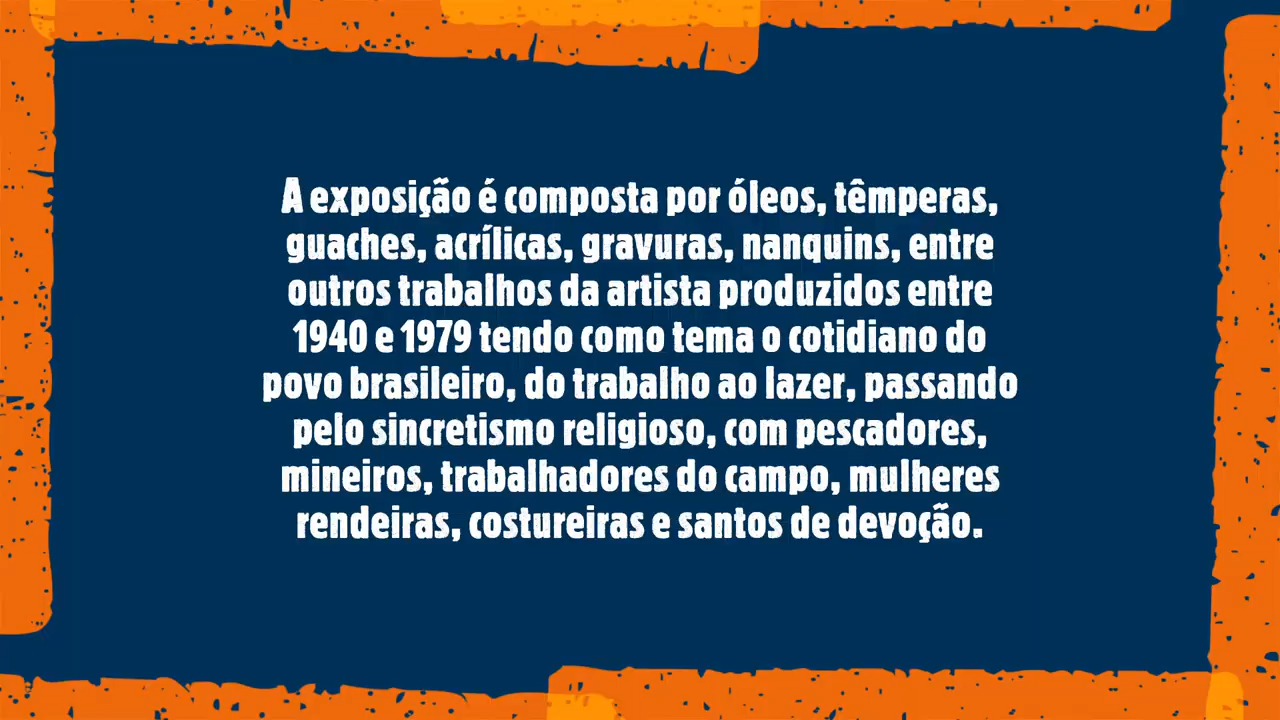 A exposição é composta por óleos, têmperas,
guaches, acrílicas, gravuras, nanquins, entre
outros trabalhos da artista produzidos entre
1940 e 1979 tendo como tema o cotidiano do
povo brasileiro, do trabalho ao lazer, passando
pelo sincretismo religioso, com pescadores,
mineiros, trabalhadores do campo, mulheres
rendeiras, costureiras e santos de devoção.